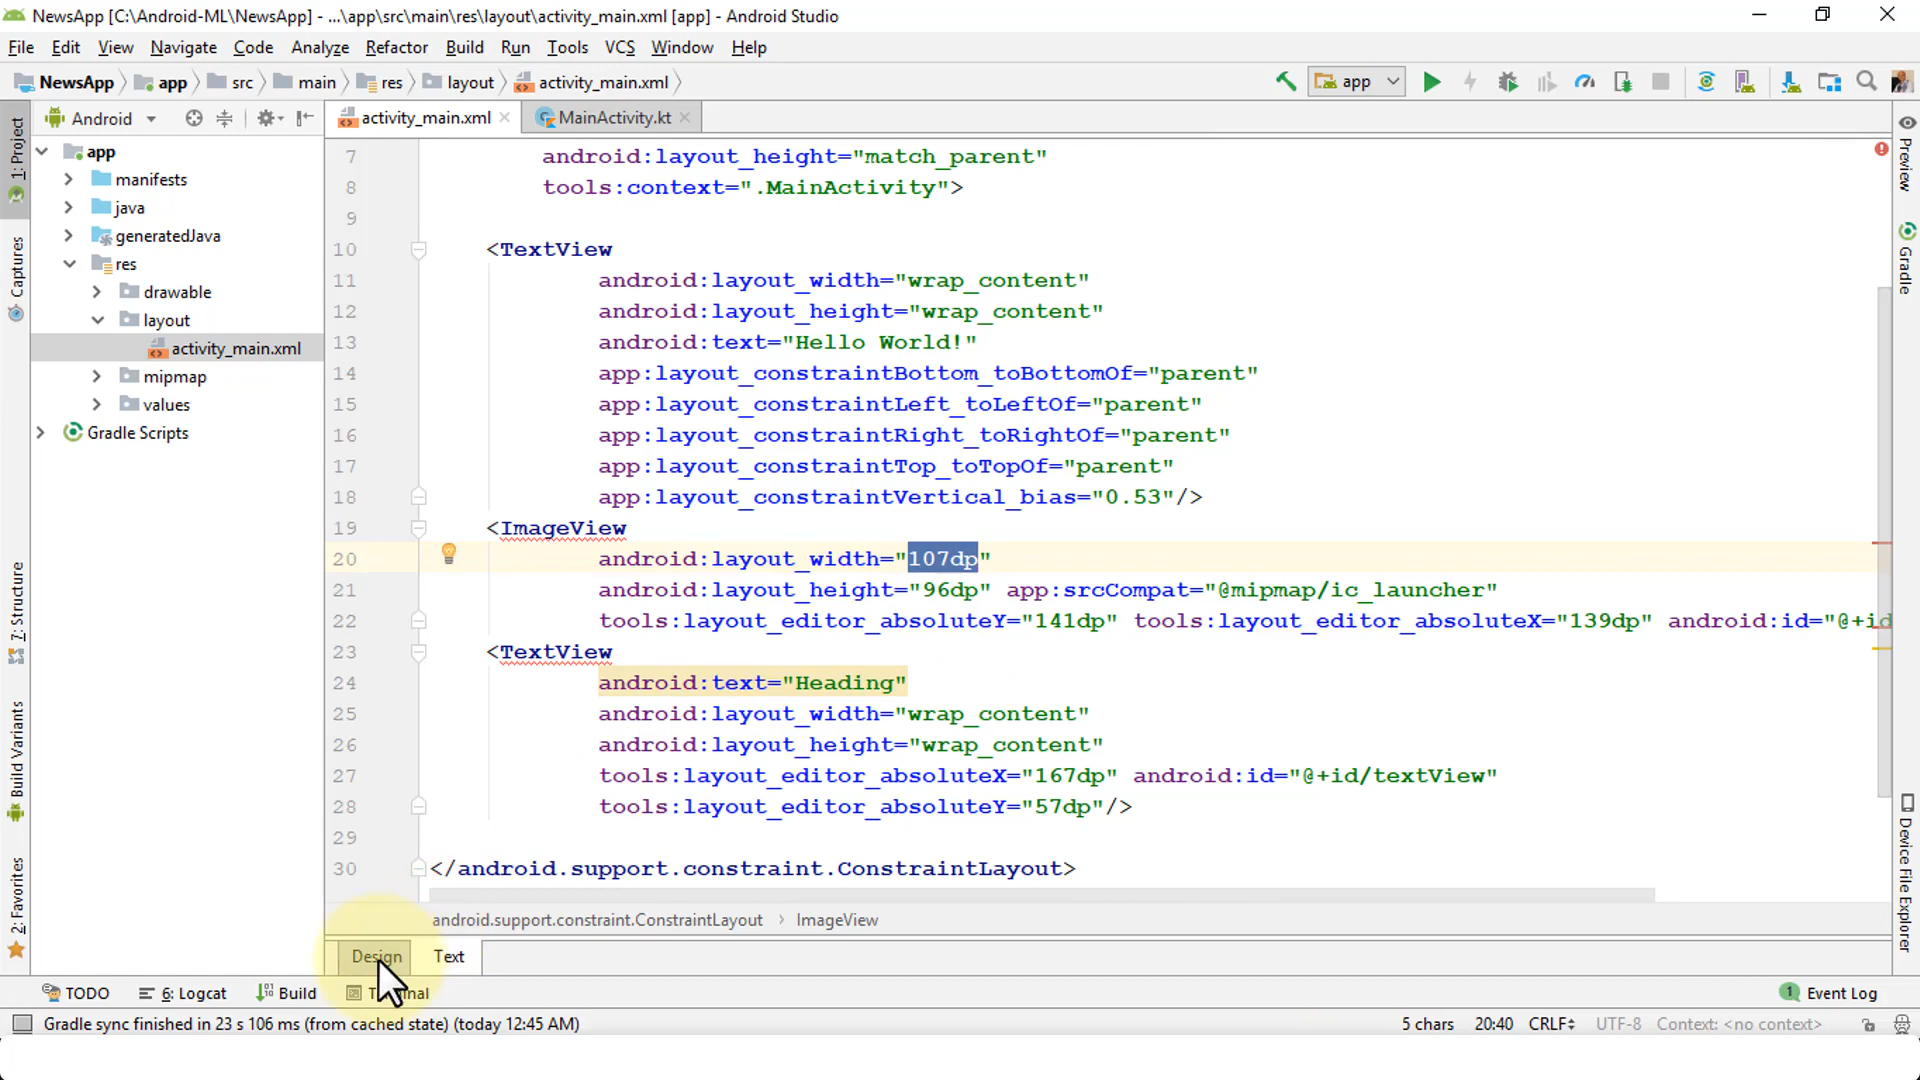 NewsApp [C:\Android-ML\NewsApp] - ...\app\src\main\res\layout\activity_main.xml [app] - Android Studio
File Edit View Navigate Code Analyze Refactor Build Run Tools VCS Window Help
NewsApp app src main res layout activity_main.xml app
Android activity_main.xml MainActivity.kt
1: Project
Captures
7: Structure
Build Variants
2: Favorites
app
manifests
java
generatedJava
res
drawable
layout
activity_main.xml
mipmap
values
Gradle Scripts
7 android:layout_height="match_parent"
8 tools:context=".MainActivity">
9
10 <TextView
11 android:layout_width="wrap_content"
12 android:layout_height="wrap_content"
13 android:text="Hello World!"
14 app:layout_constraintBottom_toBottomOf="parent"
15 app:layout_constraintLeft_toLeftOf="parent"
16 app:layout_constraintRight_toRightOf="parent"
17 app:layout_constraintTop_toTopOf="parent"
18 app:layout_constraintVertical_bias="0.53"/>
19 <ImageView
20 android:layout_width="107dp"
21 android:layout_height="96dp" app:srcCompat="@mipmap/ic_launcher"
22 tools:layout_editor_absoluteY="141dp" tools:layout_editor_absoluteX="139dp" android:id="@+id
23 <TextView
24 android:text="Heading"
25 android:layout_width="wrap_content"
26 android:layout_height="wrap_content"
27 tools:layout_editor_absoluteX="167dp" android:id="@+id/textView"
28 tools:layout_editor_absoluteY="57dp"/>
29
30 </android.support.constraint.ConstraintLayout>
android.support.constraint.ConstraintLayout › ImageView
Design Text
Preview
Gradle
Device File Explorer
TODO 6: Logcat Build Event Log
Gradle sync finished in 23 s 106 ms (from cached state) (today 12:45 AM) 5 chars 20:40 CRLF UTF-8 Context: <no context>